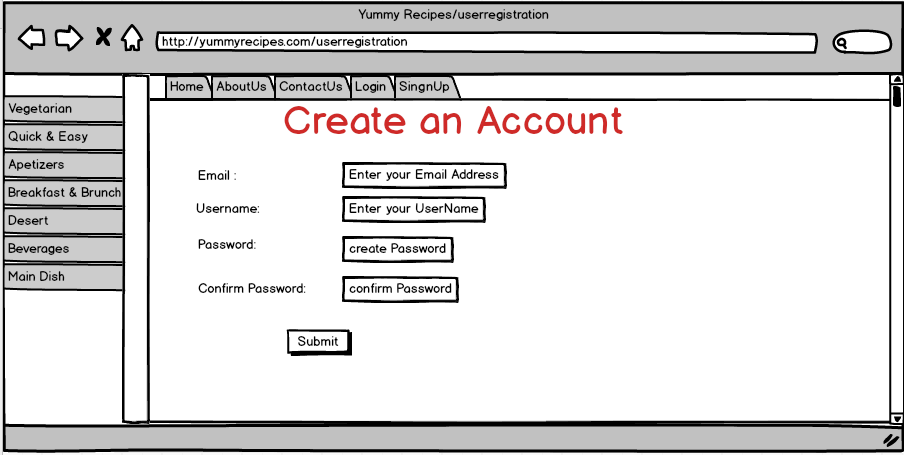 Yummy Recipes/userregistration
http://yummyrecipes.com/userregistration
Home AboutUs ContactUs Login SingnUp
Vegetarian
Quick & Easy
Apetizers
Breakfast & Brunch
Desert
Beverages
Main Dish
Create an Account
Email : Enter your Email Address
Username: Enter your UserName
Password: create Password
Confirm Password: confirm Password
Submit